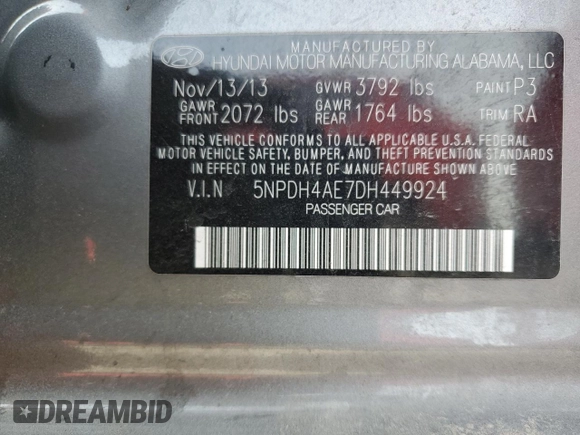 MANUFACTURED BY
HYUNDAI MOTOR MANUFACTURING ALABAMA, LLC
Nov/13/13 GVWR 3792 lbs PAINT P3
GAWR FRONT 2072 lbs GAWR REAR 1764 lbs TRIM RA
THIS VEHICLE CONFORMS TO ALL APPLICABLE U.S.A. FEDERAL
MOTOR VEHICLE SAFETY, BUMPER, AND THEFT PREVENTION STANDARDS
IN EFFECT ON THE DATE OF MANUFACTURE SHOWN ABOVE.
V.I.N 5NPDH4AE7DH449924
PASSENGER CAR
DREAMBID